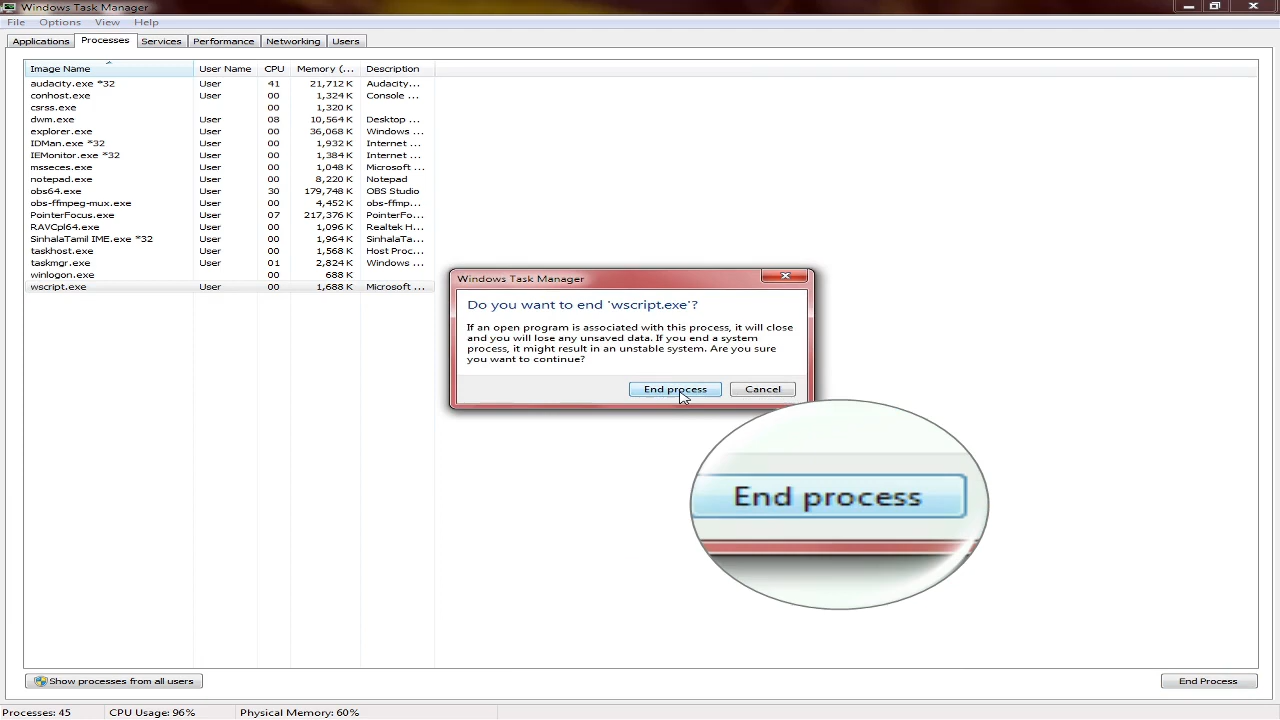 Windows Task Manager
File Options View Help
Applications Processes Services Performance Networking Users
Image Name User Name CPU Memory (... Description
audacity.exe *32 User 41 21,712 K Audacity...
conhost.exe User 00 1,324 K Console ...
csrss.exe 00 1,320 K
dwm.exe User 08 10,564 K Desktop ...
explorer.exe User 00 36,068 K Windows ...
IDMan.exe *32 User 00 1,932 K Internet ...
IEMonitor.exe *32 User 00 1,384 K Internet ...
msseces.exe User 00 1,048 K Microsoft ...
notepad.exe User 00 8,220 K Notepad
obs64.exe User 30 179,748 K OBS Studio
obs-ffmpeg-mux.exe User 00 4,452 K obs-ffmp...
PointerFocus.exe User 07 217,376 K PointerFo...
RAVCpl64.exe User 00 1,096 K Realtek H...
SinhalaTamil IME.exe *32 User 00 1,964 K SinhalaTa...
taskhost.exe User 00 1,568 K Host Proc...
taskmgr.exe User 01 2,824 K Windows ...
winlogon.exe 00 688 K
wscript.exe User 00 1,688 K Microsoft ...
Windows Task Manager
Do you want to end 'wscript.exe'?
If an open program is associated with this process, it will close
and you will lose any unsaved data. If you end a system
process, it might result in an unstable system. Are you sure
you want to continue?
End process Cancel
End process
Show processes from all users End Process
Processes: 45 CPU Usage: 96% Physical Memory: 60%